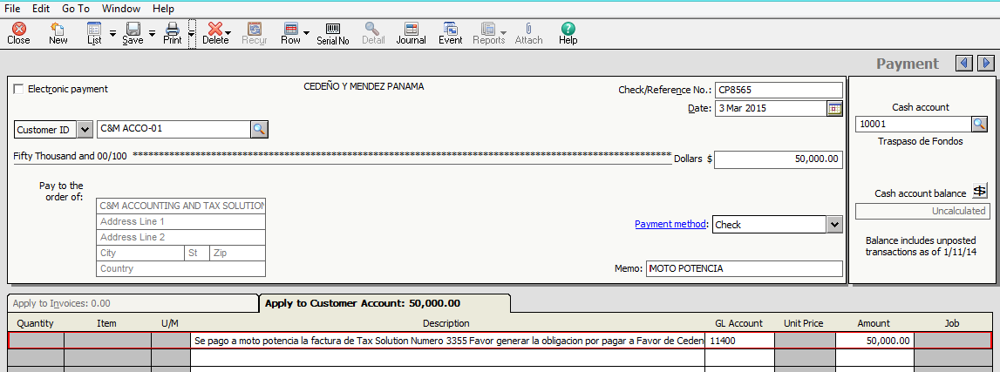 File Edit Go To Window Help
Close New List Save Print Delete Recur Row Serial No Detail Journal Event Reports Attach Help
Payment
Electronic payment
CEDEÑO Y MENDEZ PANAMA
Check/Reference No.: CP8565
Date: 3 Mar 2015
Cash account
10001
Traspaso de Fondos
Customer ID C&M ACCO-01
Fifty Thousand and 00/100 **** Dollars $ 50,000.00
Pay to the
order of:
C&M ACCOUNTING AND TAX SOLUTION
Address Line 1
Address Line 2
City St Zip
Country
Cash account balance
Uncalculated
Payment method: Check
Balance includes unposted
transactions as of 1/11/14
Memo: MOTO POTENCIA
Apply to Invoices: 0.00 Apply to Customer Account: 50,000.00
Quantity Item U/M Description GL Account Unit Price Amount Job
Se pago a moto potencia la factura de Tax Solution Numero 3355 Favor generar la obligacion por pagar a Favor de Ceden 11400 50,000.00